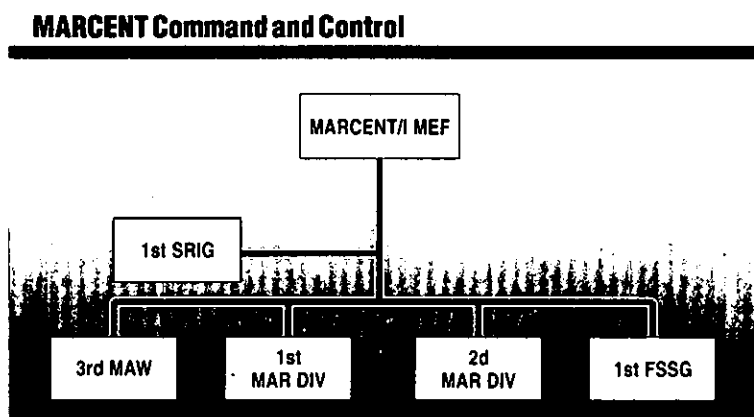 MARCENT Command and Control
MARCENT/I MEF
1st SRIG
3rd MAW
1st
MAR DIV
2d
MAR DIV
1st FSSG